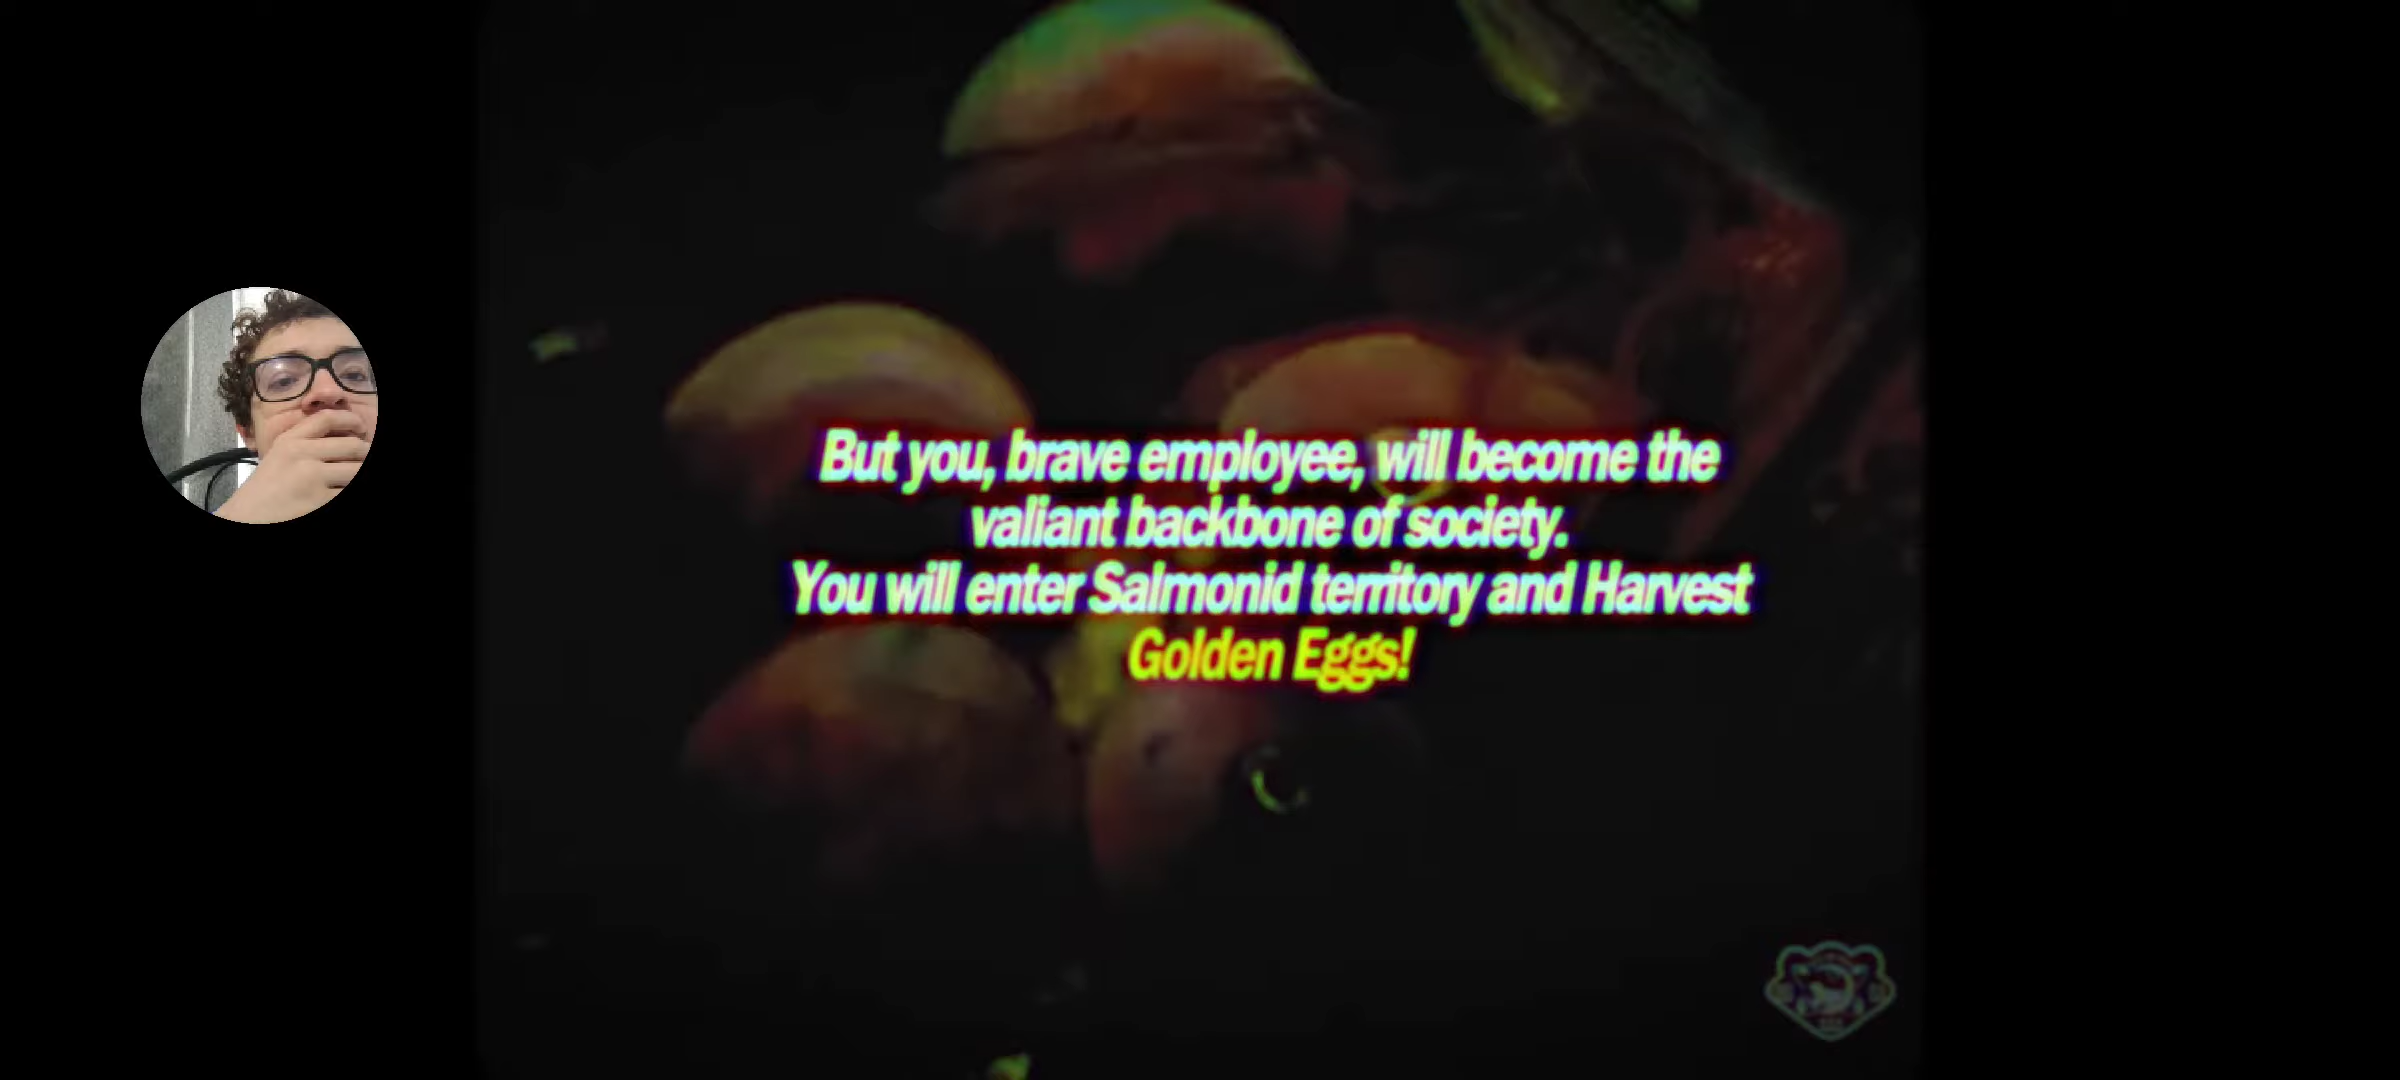 But you, brave employee, will become the
valiant backbone of society.
You will enter Salmonid territory and Harvest
Golden Eggs!